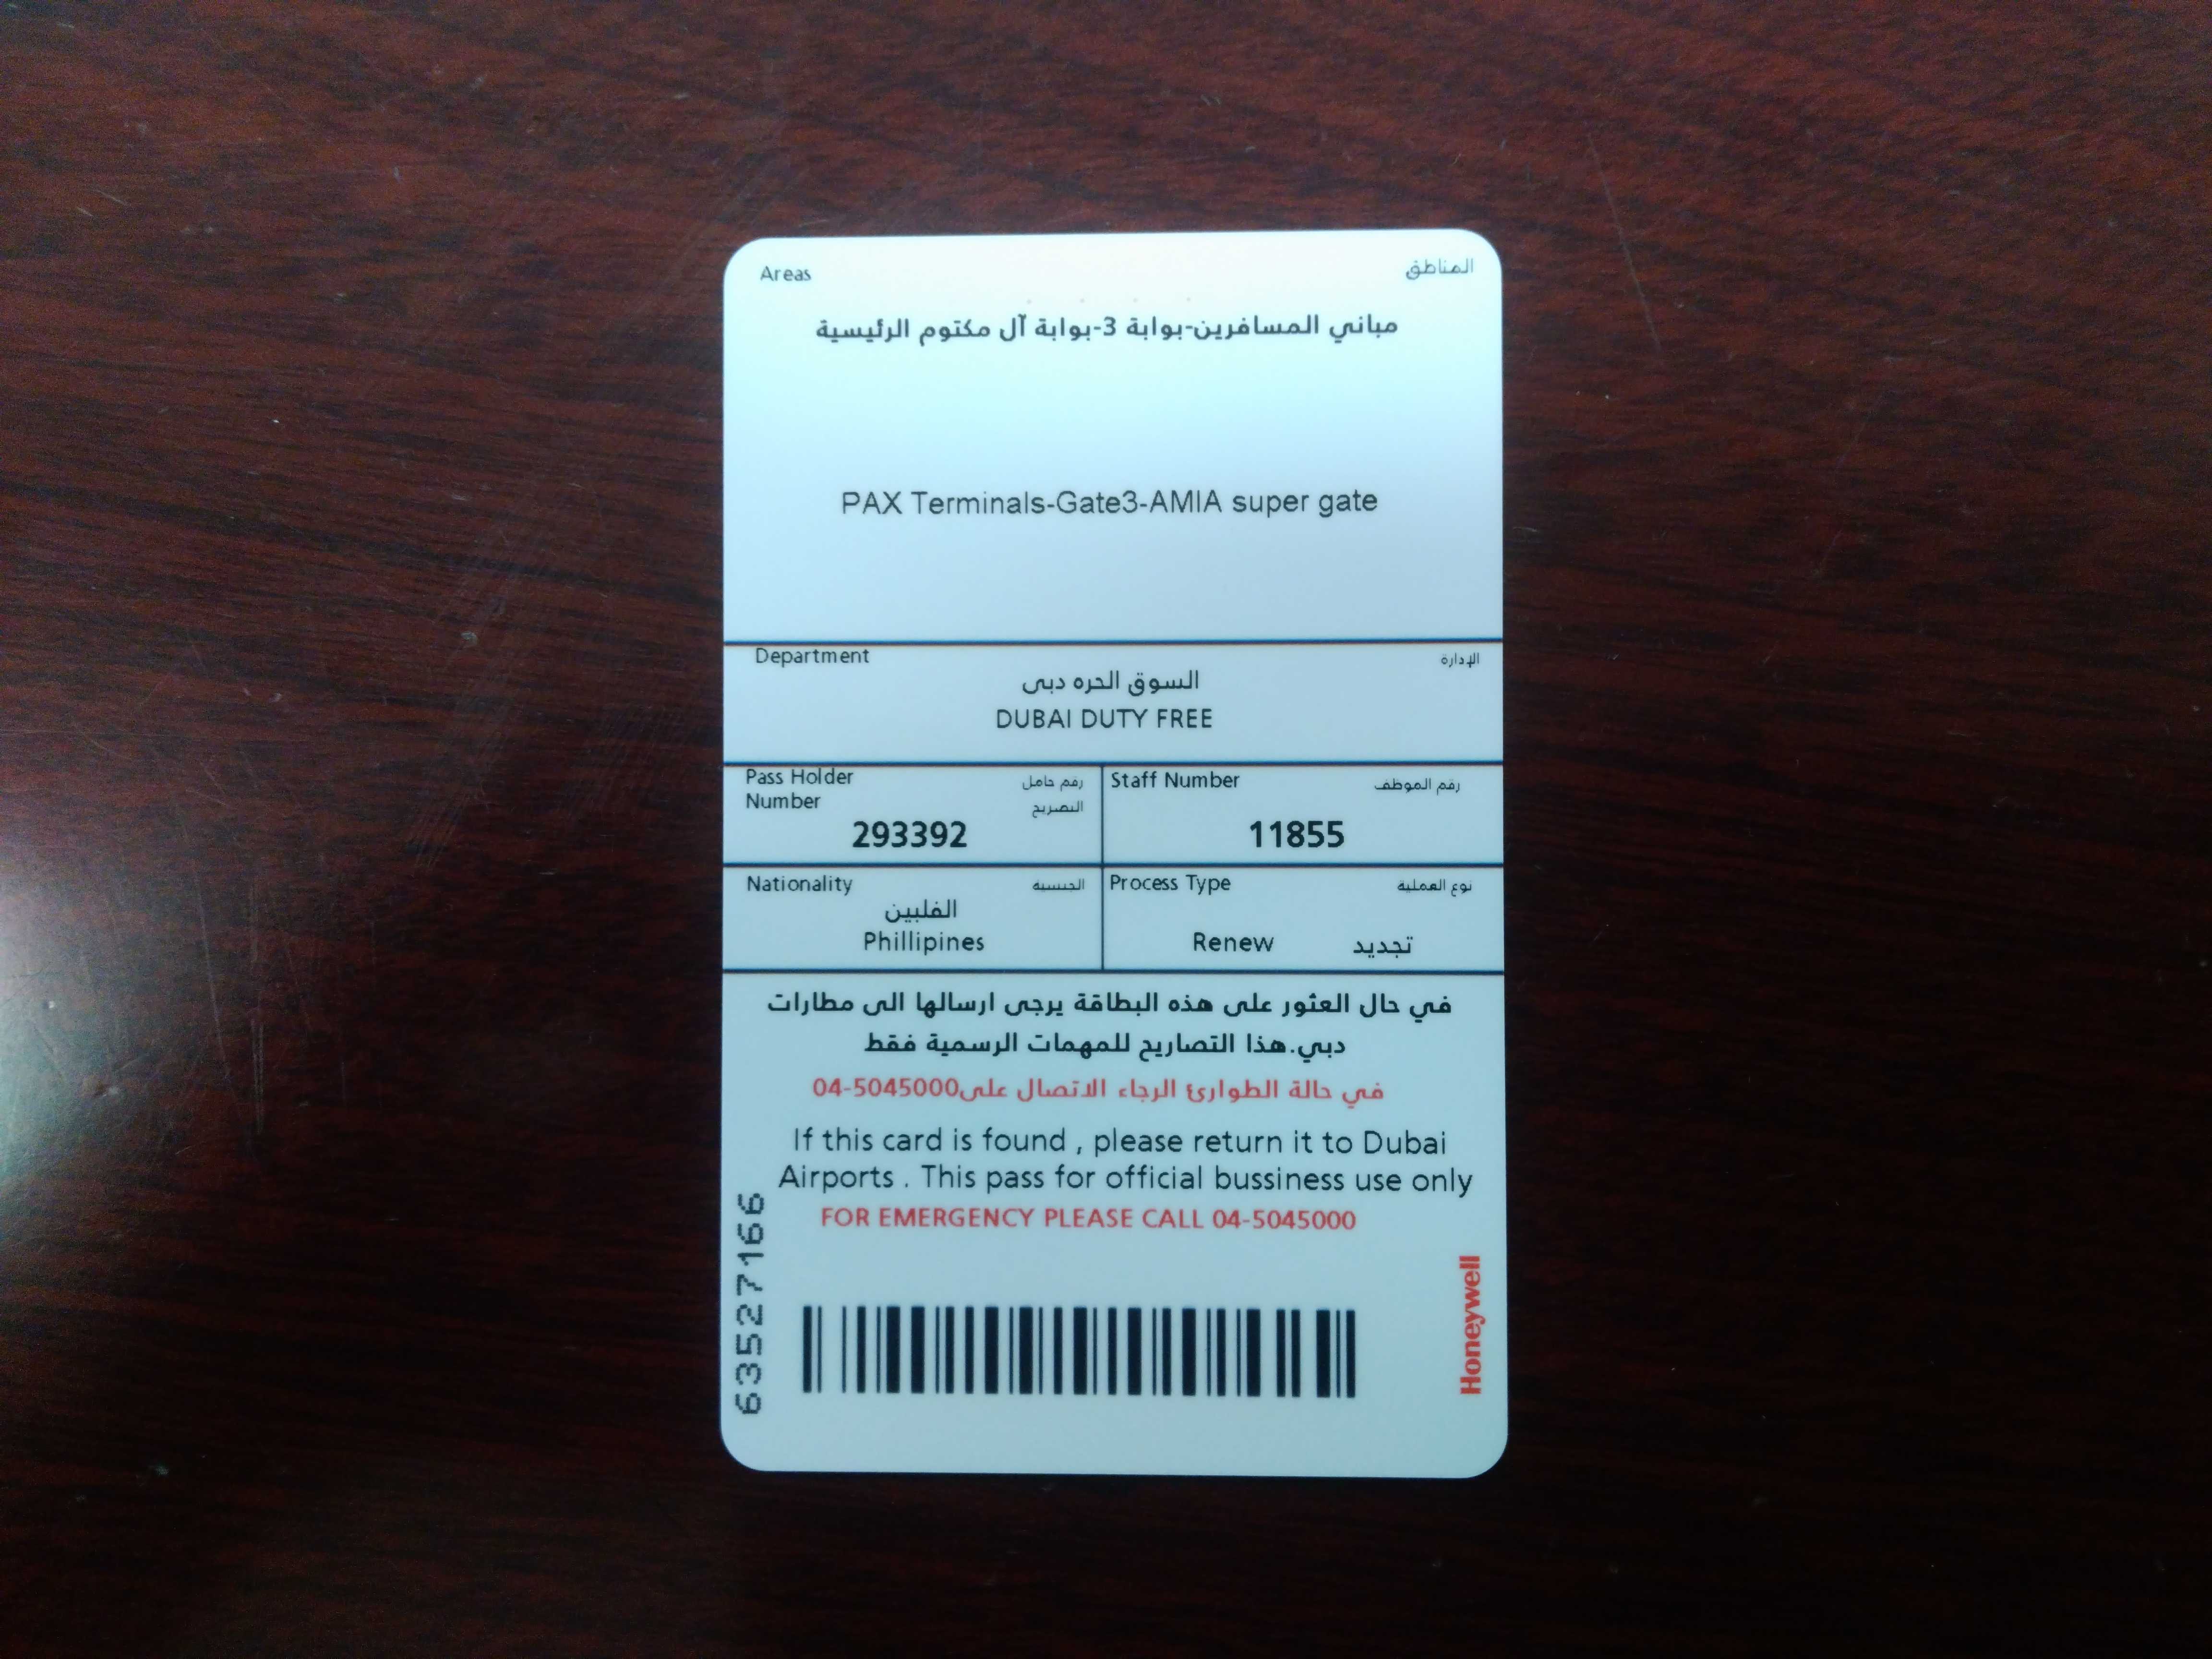 Areas المناطق
مباني المسافرين-بوابة 3-بوابة آل مكتوم الرئيسية
PAX Terminals-Gate3-AMIA super gate
Department الإدارة
السوق الحره دبى
DUBAI DUTY FREE
Pass Holder رقم حامل
Number التصريح
293392
Staff Number رقم الموظف
11855
Nationality الجنسية
الفلبين
Phillipines
Process Type نوع العملية
Renew تجديد
في حال العثور على هذه البطاقة يرجى ارسالها الى مطارات
دبي.هذا التصاريح للمهمات الرسمية فقط
في حالة الطوارئ الرجاء الاتصال على04-5045000
If this card is found , please return it to Dubai
Airports . This pass for official bussiness use only
FOR EMERGENCY PLEASE CALL 04-5045000
63527166
Honeywell